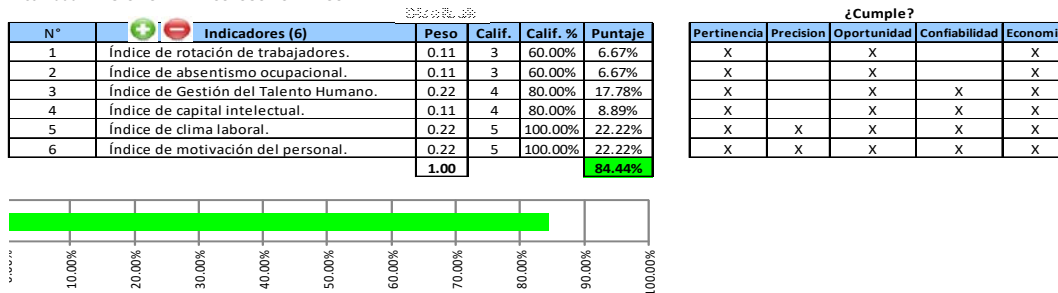 ¿Cumple?
N° Indicadores (6) Peso Calif. Calif. % Puntaje Pertinencia Precision Oportunidad Confiabilidad Economi
1 Índice de rotación de trabajadores. 0.11 3 60.00% 6.67% X X X
2 Índice de absentismo ocupacional. 0.11 3 60.00% 6.67% X X X
3 Índice de Gestión del Talento Humano. 0.22 4 80.00% 17.78% X X X X
4 Índice de capital intelectual. 0.11 4 80.00% 8.89% X X X X
5 Índice de clima laboral. 0.22 5 100.00% 22.22% X X X X X
6 Índice de motivación del personal. 0.22 5 100.00% 22.22% X X X X X
1.00 84.44%
10.00% 20.00% 30.00% 40.00% 50.00% 60.00% 70.00% 80.00% 90.00% 100.00%